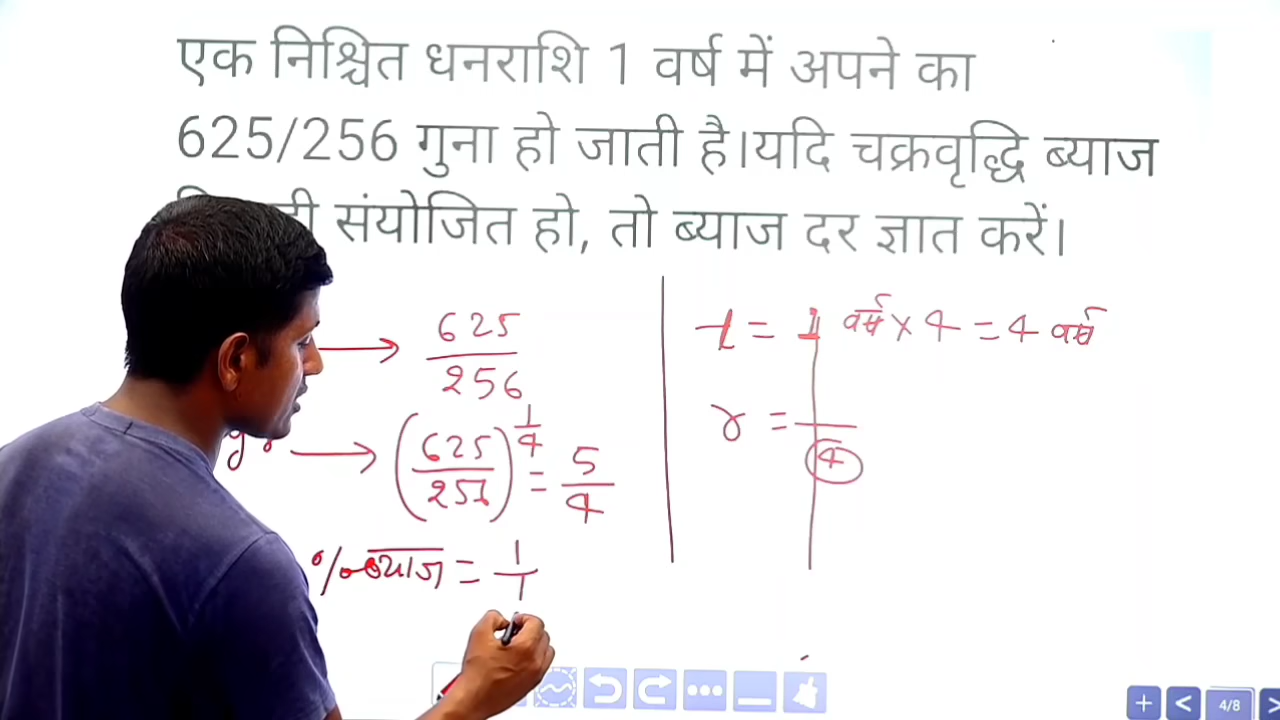 एक निश्चित धनराशि 1 वर्ष में अपने का
625/256 गुना हो जाती है।यदि चक्रवृद्धि ब्याज
संयोजित हो, तो ब्याज दर ज्ञात करें।
→ 625/256
→ (625/256)^1/4 = 5/4
% ब्याज = 1/
t = 1 वर्ष × 4 = 4 वर्ष
r = /4
4/8